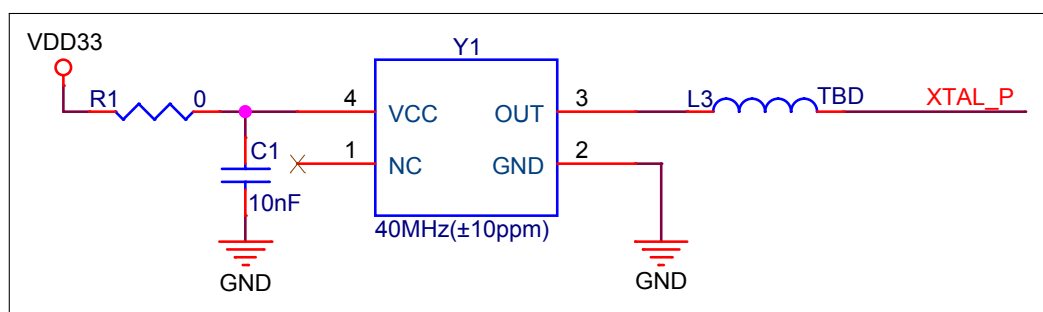 VDD33
Y1
R1 0 4 VCC OUT 3 L3 TBD XTAL_P
C1 1 NC GND 2
10nF
40MHz(±10ppm)
GND GND